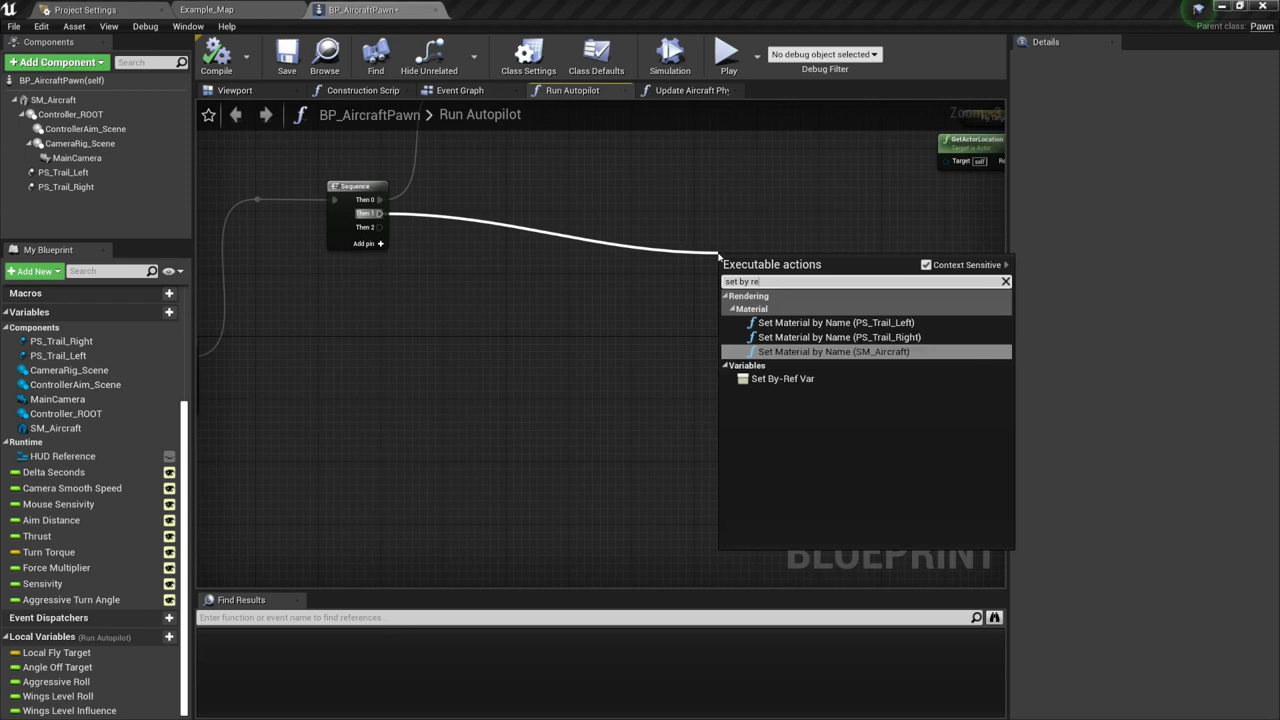 Project Settings
Example_Map
BP_AircraftPawn•
File Edit Asset View Debug Window Help
Parent class: Pawn
Components
Add Component
Search
BP_AircraftPawn(self)
SM_Aircraft
Controller_ROOT
ControllerAim_Scene
CameraRig_Scene
MainCamera
PS_Trail_Left
PS_Trail_Right
Compile
Save
Browse
Find
Hide Unrelated
Class Settings
Class Defaults
Simulation
Play
No debug object selected
Debug Filter
Details
Viewport
Construction Scrip
Event Graph
Run Autopilot
Update Aircraft Phy
BP_AircraftPawn > Run Autopilot
Zoom -3
GetActorLocation
Target is Actor
Target self
Sequence
Then 0
Then 1
Then 2
Add pin +
Executable actions
Context Sensitive
set by re
Rendering
Material
Set Material by Name (PS_Trail_Left)
Set Material by Name (PS_Trail_Right)
Set Material by Name (SM_Aircraft)
Variables
Set By-Ref Var
BLUEPRINT
My Blueprint
Add New
Search
Macros
Variables
Components
PS_Trail_Right
PS_Trail_Left
CameraRig_Scene
ControllerAim_Scene
MainCamera
Controller_ROOT
SM_Aircraft
Runtime
HUD Reference
Delta Seconds
Camera Smooth Speed
Mouse Sensivity
Aim Distance
Thrust
Turn Torque
Force Multiplier
Sensivity
Aggressive Turn Angle
Event Dispatchers
Local Variables (Run Autopilot)
Local Fly Target
Angle Off Target
Aggressive Roll
Wings Level Roll
Wings Level Influence
Find Results
Enter function or event name to find references...